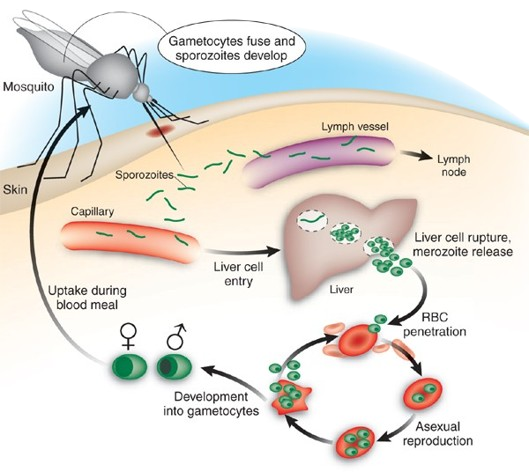 Gametocytes fuse and
sporozoites develop
Mosquito
Lymph vessel
Lymph
node
Sporozoites
Skin
Capillary
Liver cell
entry
Liver
Liver cell rupture,
merozoite release
Uptake during
blood meal
RBC
penetration
♀ ♂
Development
into gametocytes
Asexual
reproduction